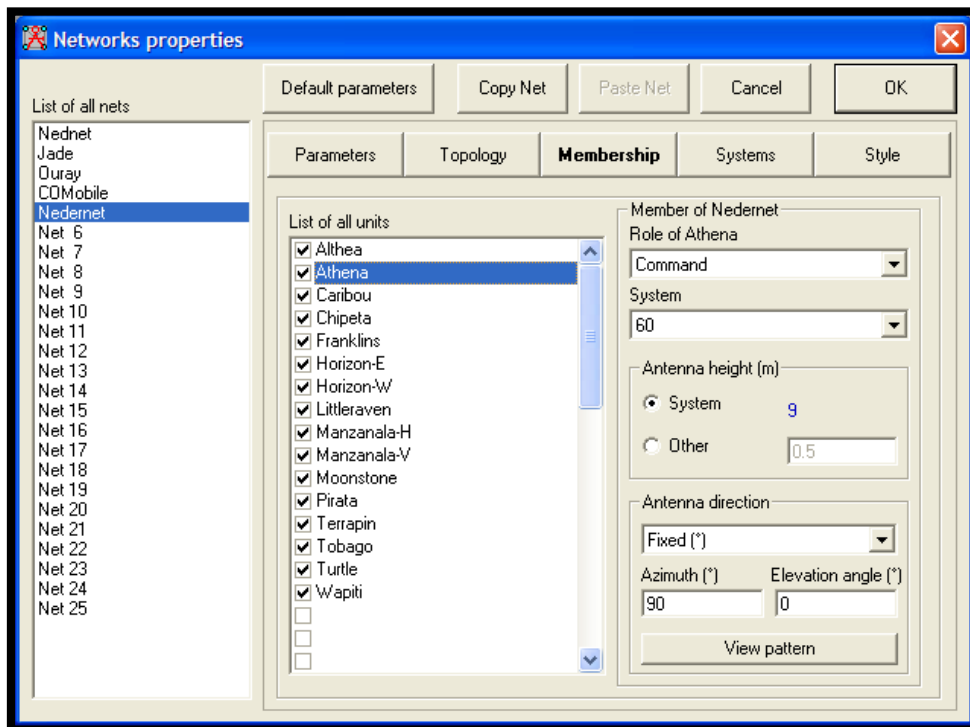 Networks properties
Default parameters
Copy Net
Paste Net
Cancel
OK
List of all nets
Nednet
Jade
Ouray
COMobile
Nedernet
Net 6
Net 7
Net 8
Net 9
Net 10
Net 11
Net 12
Net 13
Net 14
Net 15
Net 16
Net 17
Net 18
Net 19
Net 20
Net 21
Net 22
Net 23
Net 24
Net 25
Parameters
Topology
Membership
Systems
Style
List of all units
Althea
Athena
Caribou
Chipeta
Franklins
Horizon-E
Horizon-W
Littleraven
Manzanala-H
Manzanala-V
Moonstone
Pirata
Terrapin
Tobago
Turtle
Wapiti
Member of Nedernet
Role of Athena
Command
System
60
Antenna height (m)
System 9
Other 0.5
Antenna direction
Fixed (°)
Azimuth (°) Elevation angle (°)
90 0
View pattern